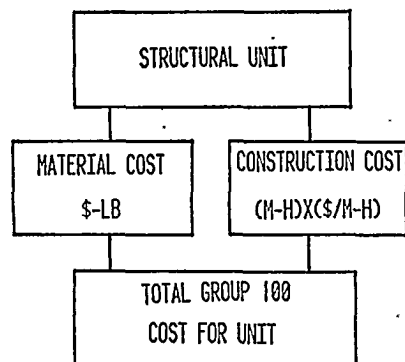 STRUCTURAL UNIT
MATERIAL COST
$-LB
CONSTRUCTION COST
(M-H)X($/M-H)
TOTAL GROUP 100
COST FOR UNIT